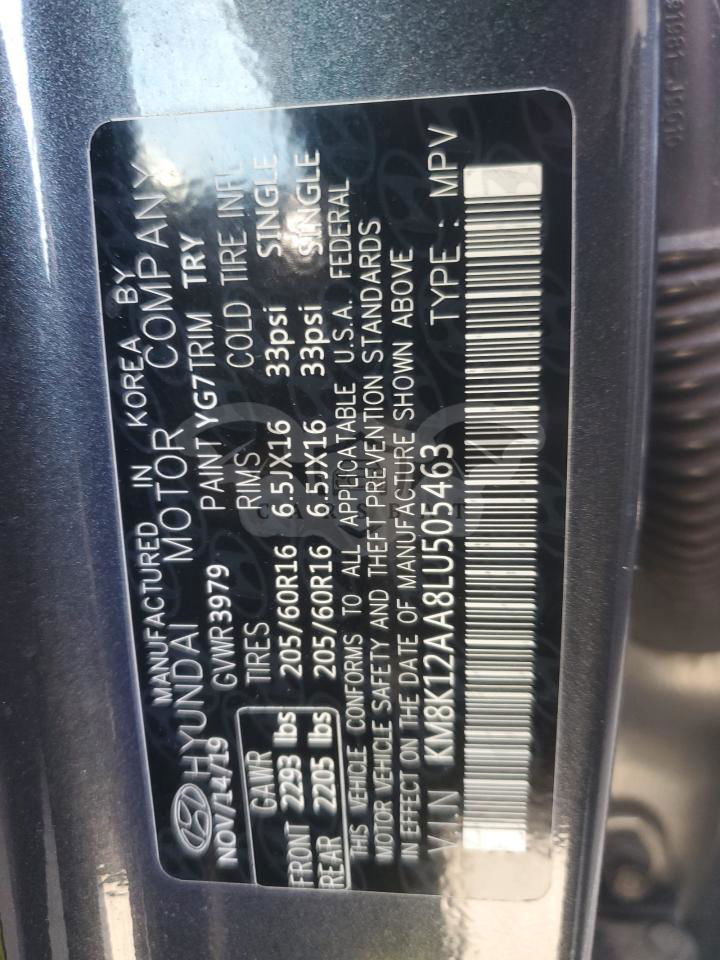 MANUFACTURED IN KOREA BY
HYUNDAI MOTOR COMPANY
NOV/14/19 GVWR3979 PAINT YG7TRIM TRY
GAWR TIRES RIMS COLD TIRE INFL
FRONT 2293 lbs 205/60R16 6.5JX16 33psi SINGLE
REAR 2205 lbs 205/60R16 6.5JX16 33psi SINGLE
THIS VEHICLE CONFORMS TO ALL APPLICATABLE U.S.A. FEDERAL
MOTOR VEHICLE SAFETY AND THEFT PREVENTION STANDARDS
IN EFFECT ON THE DATE OF MANUFACTURE SHOWN ABOVE
V.I.N KM8K12AA8LU505463 TYPE : MPV